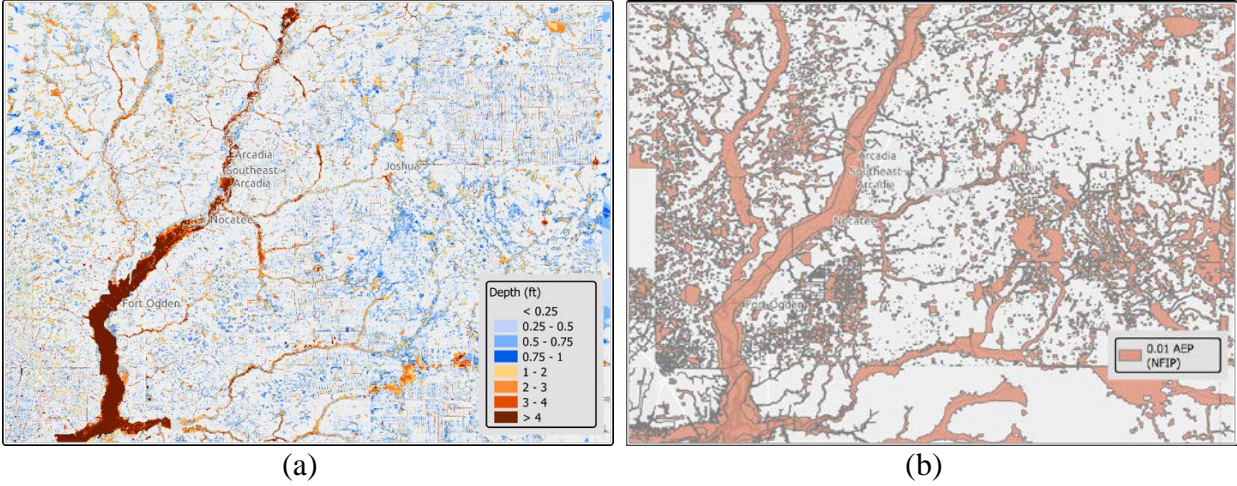 Arcadia
Southeast
Arcadia
Joshua
Nocatee
Fort Ogden
Depth (ft)
< 0.25
0.25 - 0.5
0.5 - 0.75
0.75 - 1
1 - 2
2 - 3
3 - 4
> 4
(a)
Arcadia
Southeast
Arcadia
Joshua
Nocatee
Fort Ogden
0.01 AEP
(NFIP)
(b)